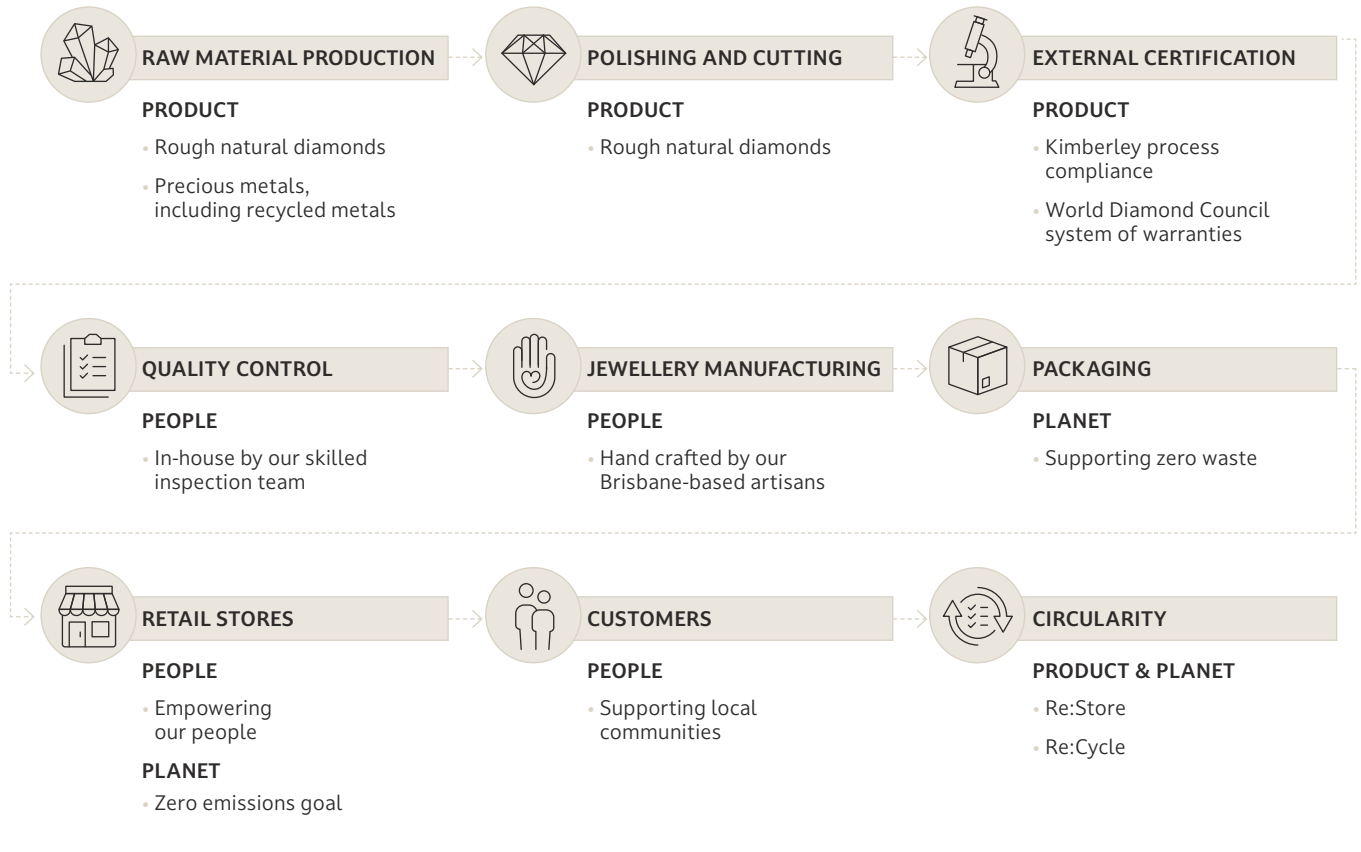 RAW MATERIAL PRODUCTION
PRODUCT
• Rough natural diamonds
• Precious metals,
including recycled metals
POLISHING AND CUTTING
PRODUCT
• Rough natural diamonds
EXTERNAL CERTIFICATION
PRODUCT
• Kimberley process
compliance
• World Diamond Council
system of warranties
QUALITY CONTROL
PEOPLE
• In-house by our skilled
inspection team
JEWELLERY MANUFACTURING
PEOPLE
• Hand crafted by our
Brisbane-based artisans
PACKAGING
PLANET
• Supporting zero waste
RETAIL STORES
PEOPLE
• Empowering
our people
PLANET
• Zero emissions goal
CUSTOMERS
PEOPLE
• Supporting local
communities
CIRCULARITY
PRODUCT & PLANET
• Re:Store
• Re:Cycle